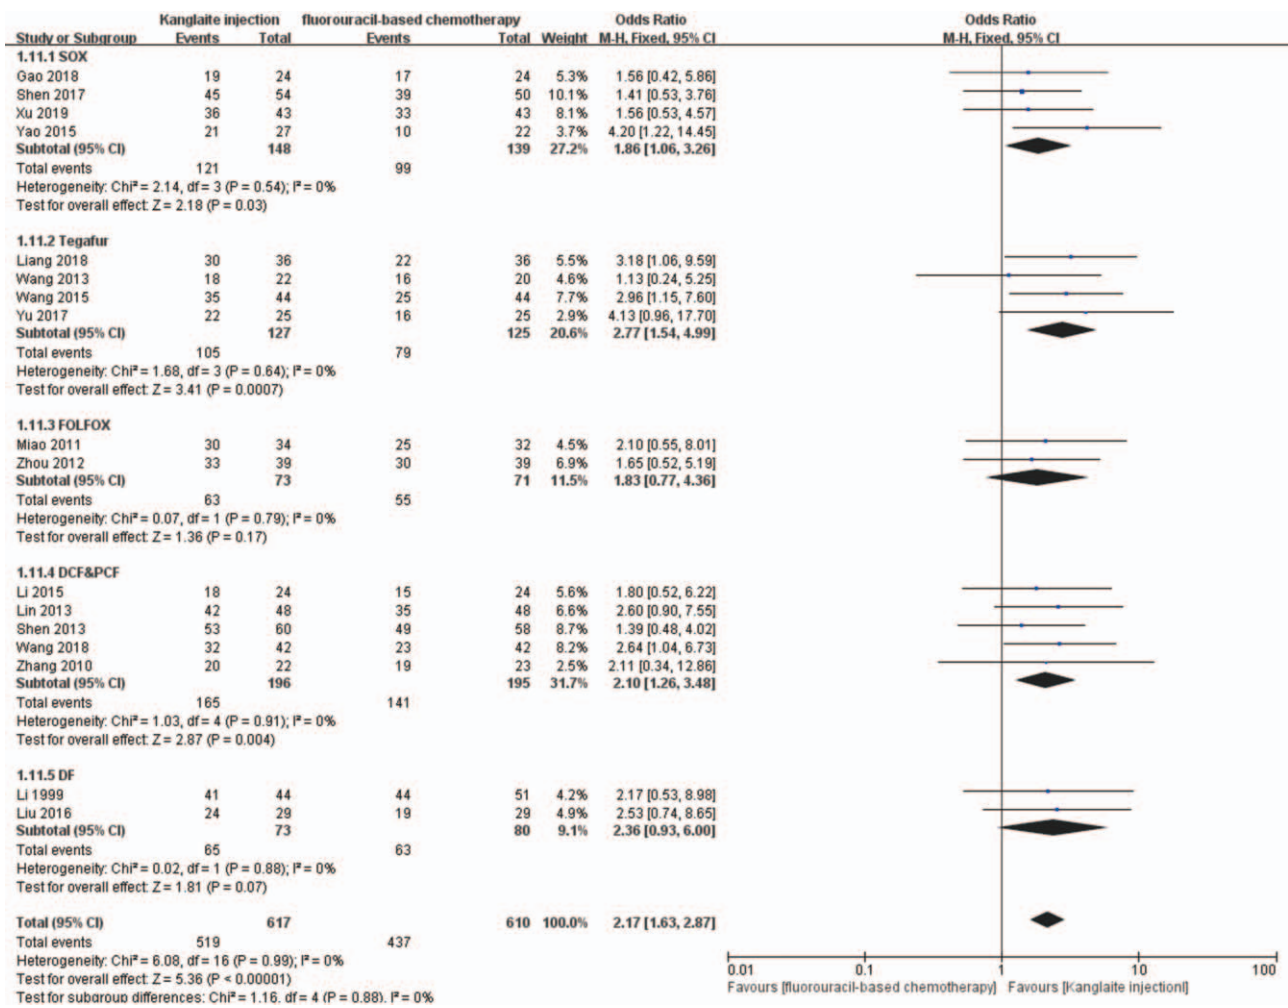 Kanglaite injection fluorouracil-based chemotherapy Odds Ratio Odds Ratio
Study or Subgroup Events Total Events Total Weight M-H, Fixed, 95% CI M-H, Fixed, 95% CI
1.11.1 SOX
Gao 2018 19 24 17 24 5.3% 1.56 [0.42, 5.86]
Shen 2017 45 54 39 50 10.1% 1.41 [0.53, 3.76]
Xu 2019 36 43 33 43 8.1% 1.56 [0.53, 4.57]
Yao 2015 21 27 10 22 3.7% 4.20 [1.22, 14.45]
Subtotal (95% CI) 148 139 27.2% 1.86 [1.06, 3.26]
Total events 121 99
Heterogeneity: Chi² = 2.14, df = 3 (P = 0.54); I² = 0%
Test for overall effect: Z = 2.18 (P = 0.03)
1.11.2 Tegafur
Liang 2018 30 36 22 36 5.5% 3.18 [1.06, 9.59]
Wang 2013 18 22 16 20 4.6% 1.13 [0.24, 5.25]
Wang 2015 35 44 25 44 7.7% 2.96 [1.15, 7.60]
Yu 2017 22 25 16 25 2.9% 4.13 [0.96, 17.70]
Subtotal (95% CI) 127 125 20.6% 2.77 [1.54, 4.99]
Total events 105 79
Heterogeneity: Chi² = 1.68, df = 3 (P = 0.64); I² = 0%
Test for overall effect: Z = 3.41 (P = 0.0007)
1.11.3 FOLFOX
Miao 2011 30 34 25 32 4.5% 2.10 [0.55, 8.01]
Zhou 2012 33 39 30 39 6.9% 1.65 [0.52, 5.19]
Subtotal (95% CI) 73 71 11.5% 1.83 [0.77, 4.36]
Total events 63 55
Heterogeneity: Chi² = 0.07, df = 1 (P = 0.79); I² = 0%
Test for overall effect: Z = 1.36 (P = 0.17)
1.11.4 DCF&PCF
Li 2015 18 24 15 24 5.6% 1.80 [0.52, 6.22]
Lin 2013 42 48 35 48 6.6% 2.60 [0.90, 7.55]
Shen 2013 53 60 49 58 8.7% 1.39 [0.48, 4.02]
Wang 2018 32 42 23 42 8.2% 2.64 [1.04, 6.73]
Zhang 2010 20 22 19 23 2.5% 2.11 [0.34, 12.86]
Subtotal (95% CI) 196 195 31.7% 2.10 [1.26, 3.48]
Total events 165 141
Heterogeneity: Chi² = 1.03, df = 4 (P = 0.91); I² = 0%
Test for overall effect: Z = 2.87 (P = 0.004)
1.11.5 DF
Li 1999 41 44 44 51 4.2% 2.17 [0.53, 8.98]
Liu 2016 24 29 19 29 4.9% 2.53 [0.74, 8.65]
Subtotal (95% CI) 73 80 9.1% 2.36 [0.93, 6.00]
Total events 65 63
Heterogeneity: Chi² = 0.02, df = 1 (P = 0.88); I² = 0%
Test for overall effect: Z = 1.81 (P = 0.07)
Total (95% CI) 617 610 100.0% 2.17 [1.63, 2.87]
Total events 519 437
Heterogeneity: Chi² = 6.08, df = 16 (P = 0.99); I² = 0%
Test for overall effect: Z = 5.36 (P < 0.00001)
Test for subgroup differences: Chi² = 1.16, df = 4 (P = 0.88), I² = 0%
0.01 0.1 1 10 100
Favours [fluorouracil-based chemotherapy] Favours [Kanglaite injectionl]